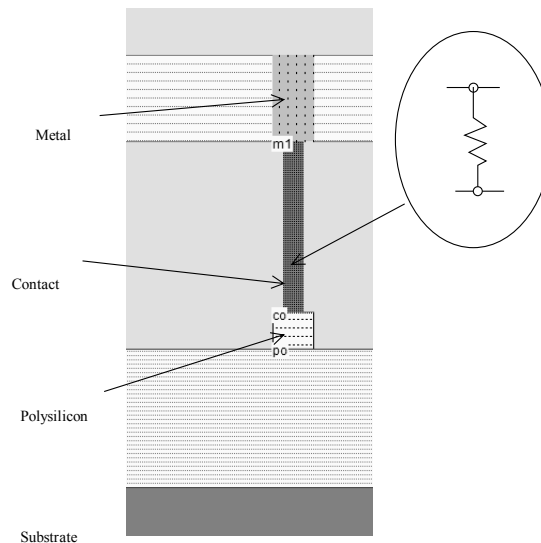 Metal
m1
Contact
co
po
Polysilicon
Substrate